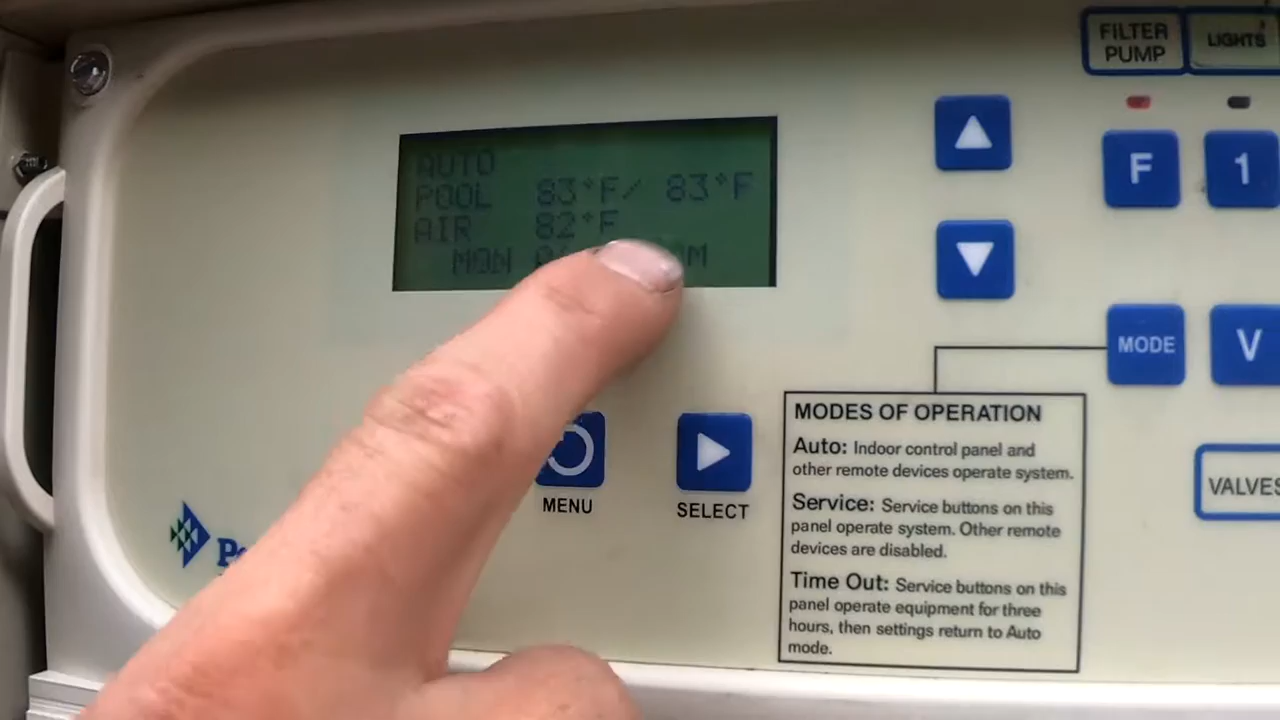 FILTER
PUMP
LIGHTS
AUTO
POOL 83°F/ 83°F
AIR 82°F
MON
F
1
MODE
V
MODES OF OPERATION
Auto: Indoor control panel and
other remote devices operate system.
Service: Service buttons on this
panel operate system. Other remote
devices are disabled.
Time Out: Service buttons on this
panel operate equipment for three
hours, then settings return to Auto
mode.
MENU
SELECT
VALVES